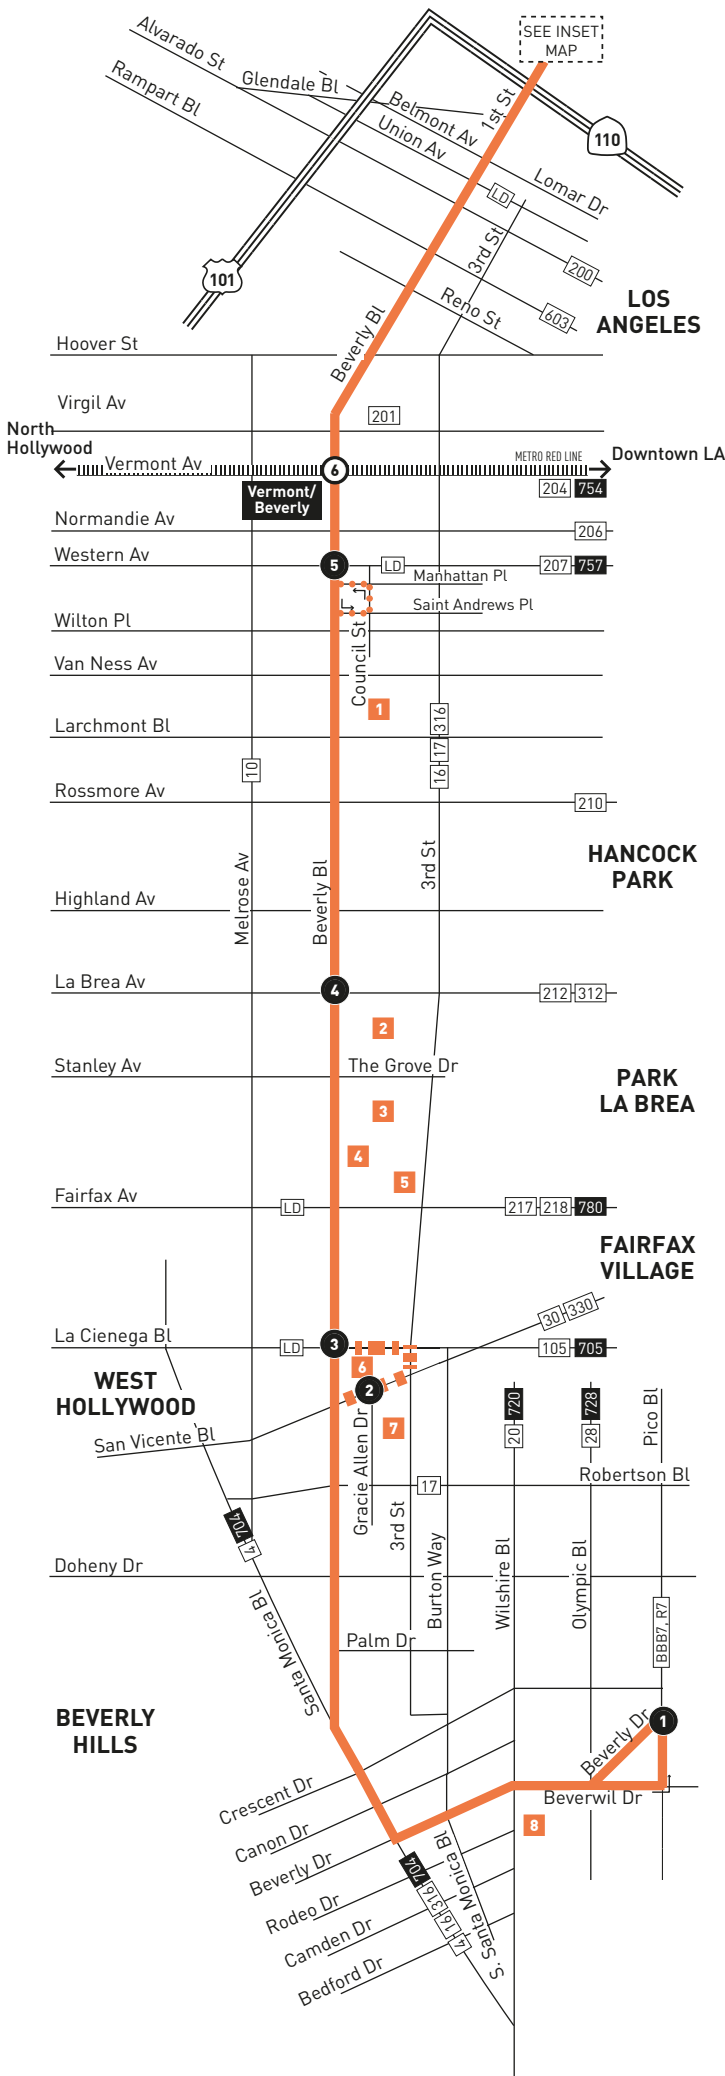 SEE INSET
MAP
Alvarado St
Glendale Bl
Rampart Bl
Belmont Av
Union Av
1st St
110
Lomar Dr
LD
3rd St
101
200
Reno St
603
LOS
ANGELES
Beverly Bl
Hoover St
Virgil Av
201
North
Hollywood
Vermont Av
6
METRO RED LINE
Downtown LA
Vermont/
Beverly
204 754
Normandie Av
206
Western Av
5
LD
207 757
Manhattan Pl
Saint Andrews Pl
Wilton Pl
Council St
Van Ness Av
1
Larchmont Bl
16 17 316
10
Rossmore Av
210
HANCOCK
PARK
Melrose Av
Beverly Bl
3rd St
Highland Av
La Brea Av
4
212 312
2
Stanley Av
The Grove Dr
PARK
LA BREA
3
4
5
Fairfax Av
LD
217 218 780
FAIRFAX
VILLAGE
30 330
La Cienega Bl
LD
3
105 705
6
WEST
HOLLYWOOD
2
20 720
28 728
Pico Bl
San Vicente Bl
Gracie Allen Dr
7
Robertson Bl
17
704
4
3rd St
Burton Way
Wilshire Bl
Olympic Bl
Doheny Dr
Santa Monica Bl
BBB7, R7
Palm Dr
BEVERLY
HILLS
1
Beverly Dr
Beverwil Dr
Crescent Dr
8
Canon Dr
Beverly Dr
Rodeo Dr
704
316
16
4
S. Santa Monica Bl
Camden Dr
Bedford Dr